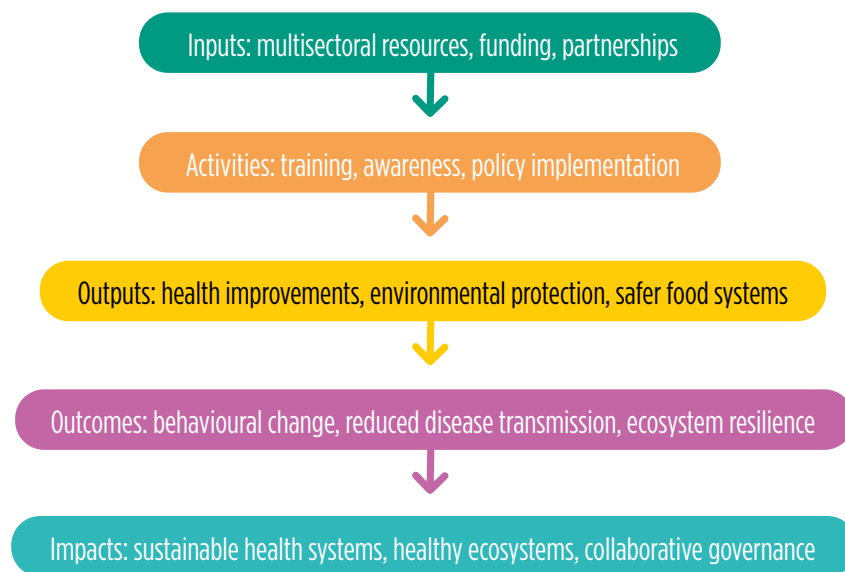 Inputs: multisectoral resources, funding, partnerships
Activities: training, awareness, policy implementation
Outputs: health improvements, environmental protection, safer food systems
Outcomes: behavioural change, reduced disease transmission, ecosystem resilience
Impacts: sustainable health systems, healthy ecosystems, collaborative governance